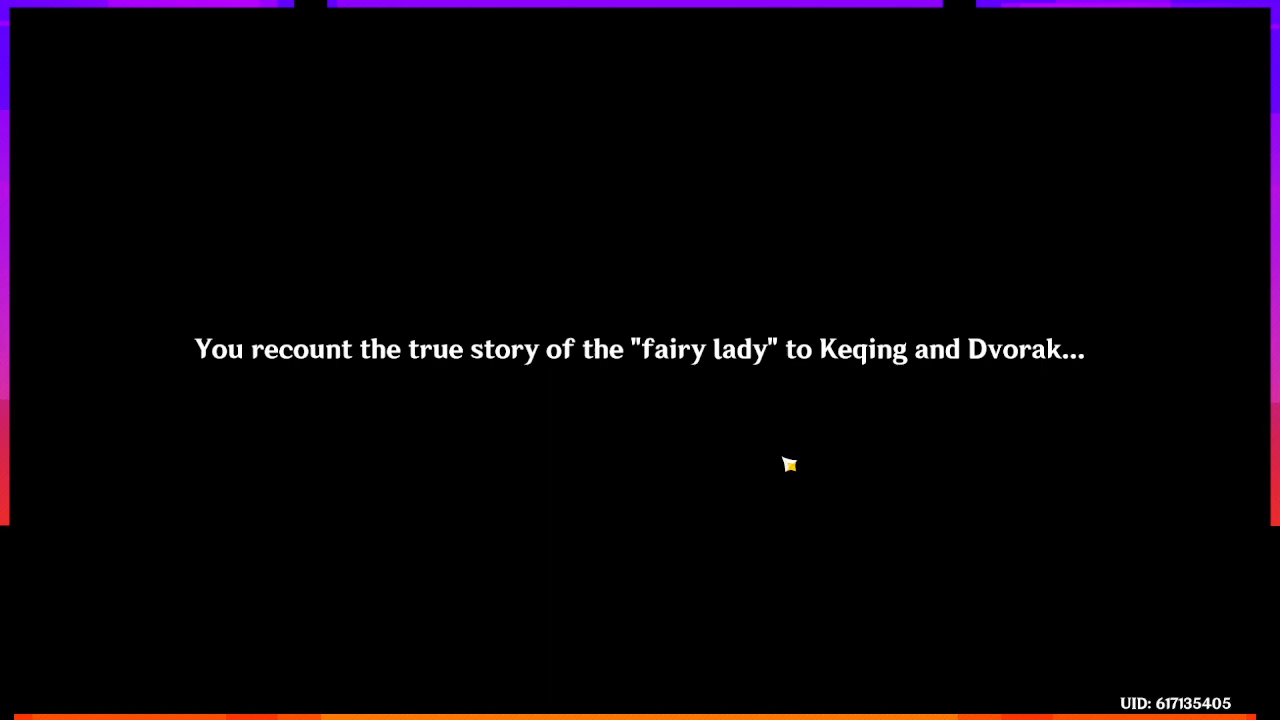 You recount the true story of the "fairy lady" to Keqing and Dvorak...
UID: 617135405